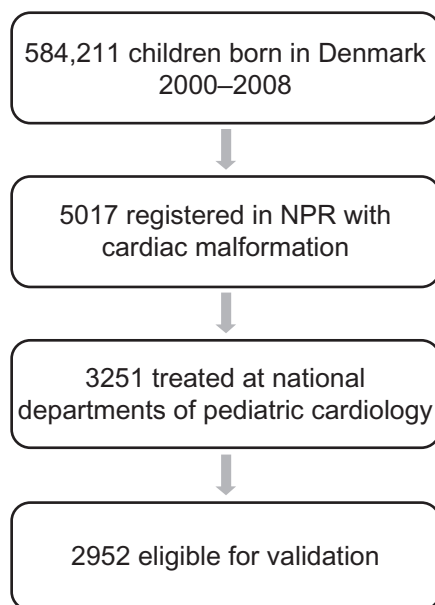 584,211 children born in Denmark
2000–2008
5017 registered in NPR with
cardiac malformation
3251 treated at national
departments of pediatric cardiology
2952 eligible for validation